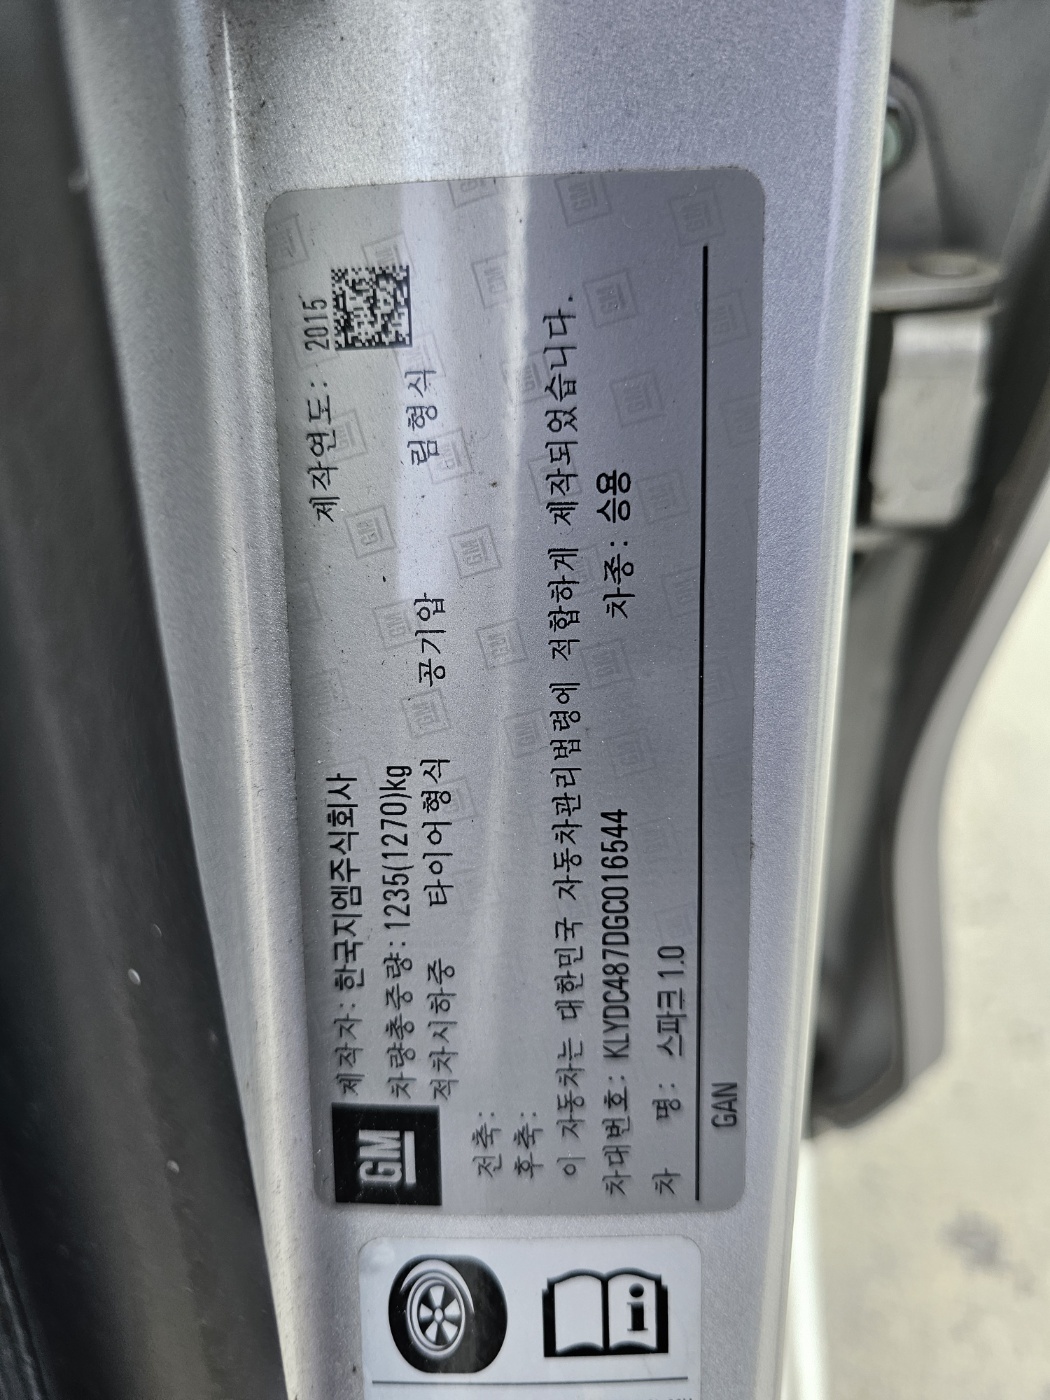 GM
제작자: 한국지엠주식회사 제작연도: 2015
차량총중량: 1235(1270)kg
적차시하중 타이어형식 공기압 림형식
전축:
후축:
이 자동차는 대한민국 자동차관리법령에 적합하게 제작되었습니다.
차대번호: KLYDC487DGC016544 차종: 승용
차 명: 스파크 1.0
GAN